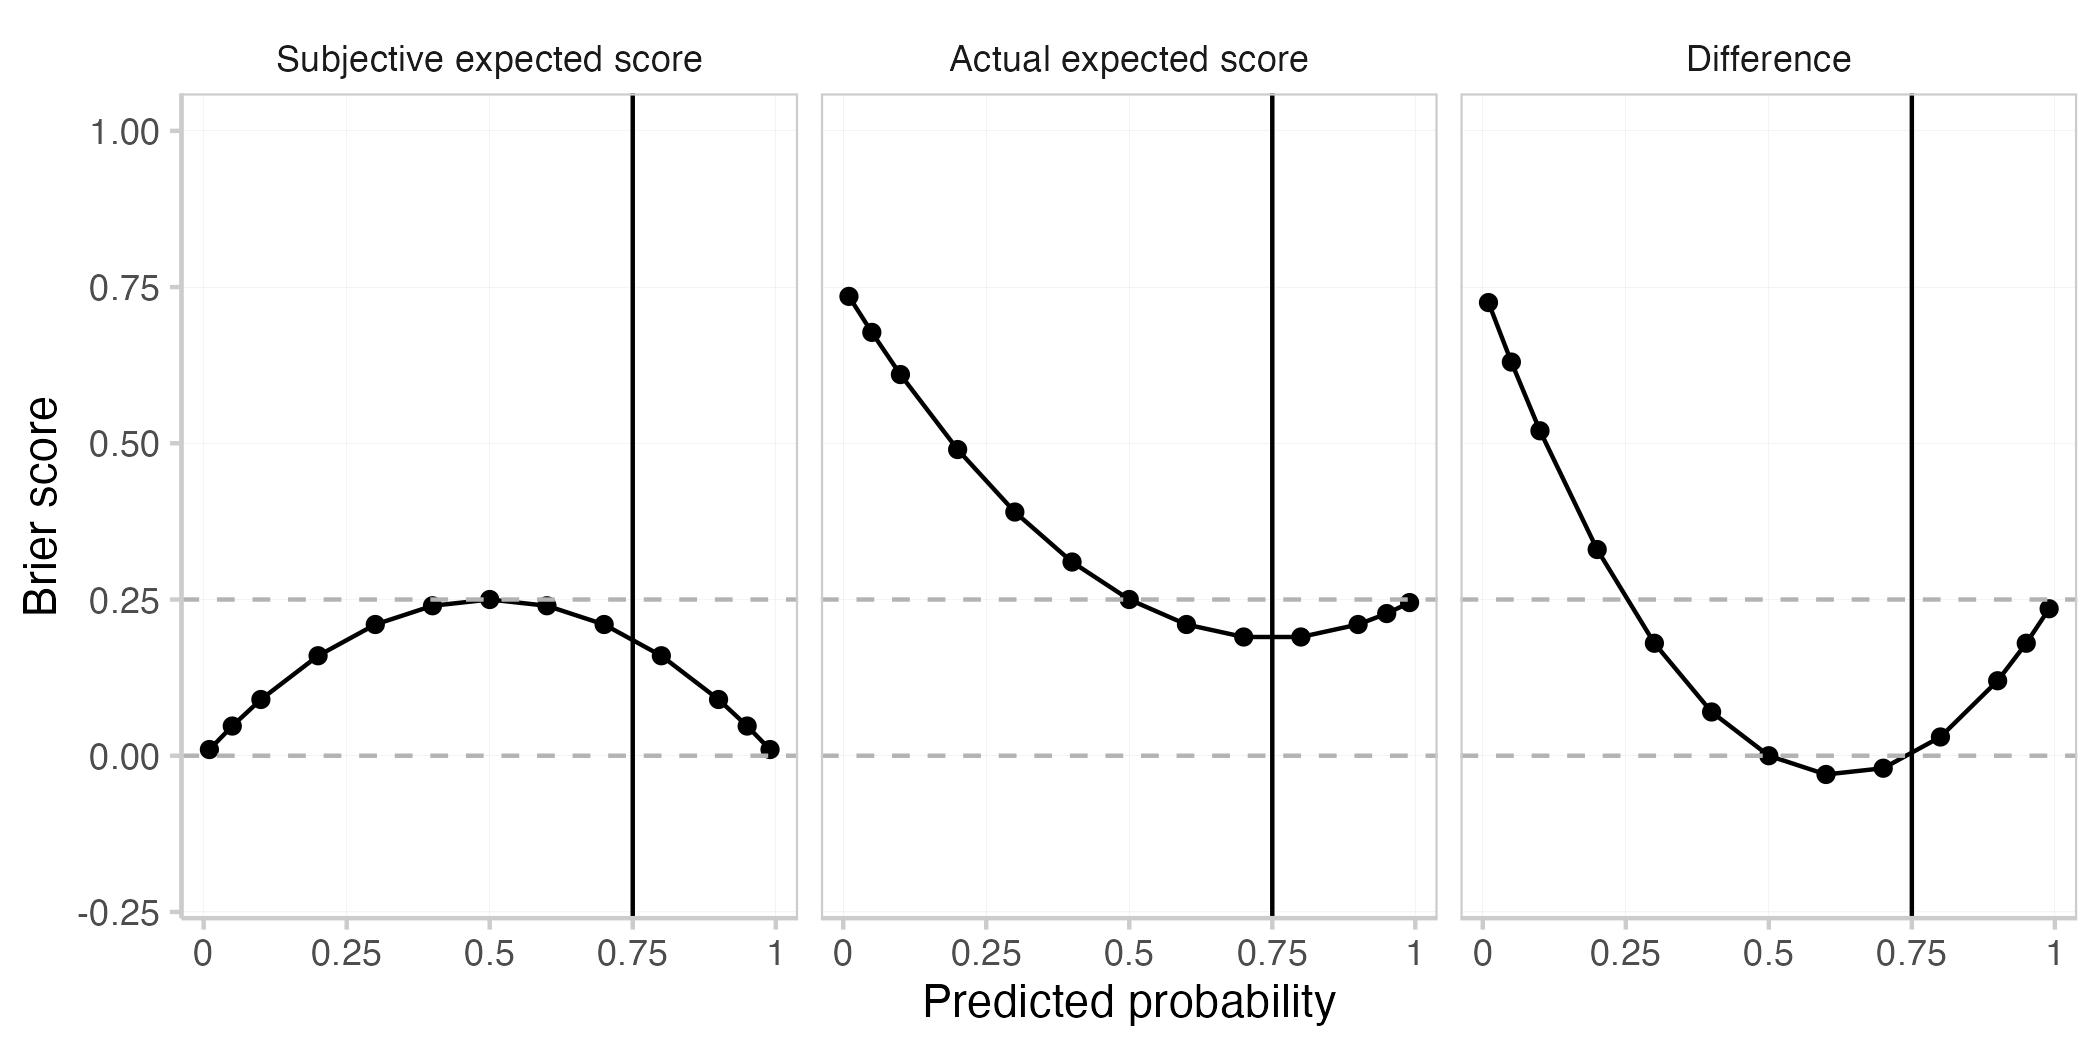 Subjective expected score
Actual expected score
Difference
Brier score
1.00
0.75
0.50
0.25
0.00
-0.25
0 0.25 0.5 0.75 1
0 0.25 0.5 0.75 1
0 0.25 0.5 0.75 1
Predicted probability